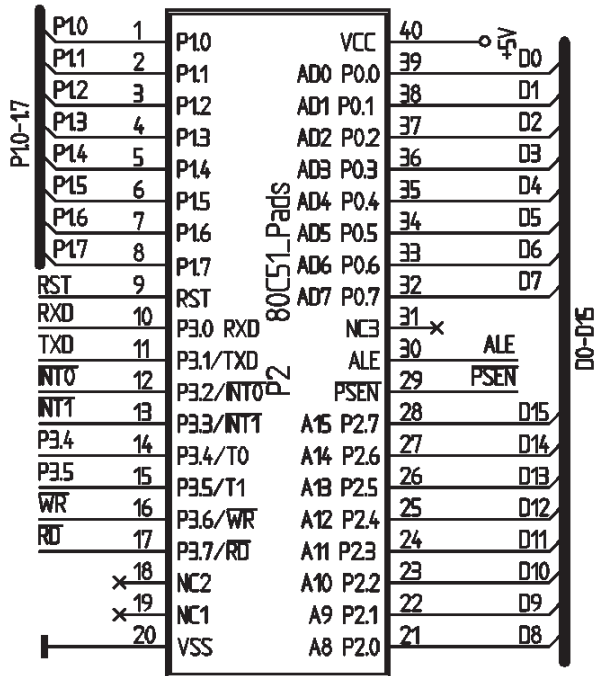 P1.0 1 P1.0 VCC 40 +5V
P1.1 2 P1.1 AD0 P0.0 39 D0
P1.2 3 P1.2 AD1 P0.1 38 D1
P1.3 4 P1.3 AD2 P0.2 37 D2
P1.4 5 P1.4 AD3 P0.3 36 D3
P1.5 6 P1.5 AD4 P0.4 35 D4
P1.6 7 P1.6 AD5 P0.5 34 D5
P1.7 8 P1.7 AD6 P0.6 33 D6
RST 9 RST AD7 P0.7 32 D7
RXD 10 P3.0 RXD NC3 31
TXD 11 P3.1/TXD ALE 30 ALE
INT0 12 P3.2/INT0 PSEN 29 PSEN
INT1 13 P3.3/INT1 A15 P2.7 28 D15
P3.4 14 P3.4/T0 A14 P2.6 27 D14
P3.5 15 P3.5/T1 A13 P2.5 26 D13
WR 16 P3.6/WR A12 P2.4 25 D12
RD 17 P3.7/RD A11 P2.3 24 D11
18 NC2 A10 P2.2 23 D10
19 NC1 A9 P2.1 22 D9
20 VSS A8 P2.0 21 D8
P1.0-1.7
80C51_Pads
P2
D0-D15